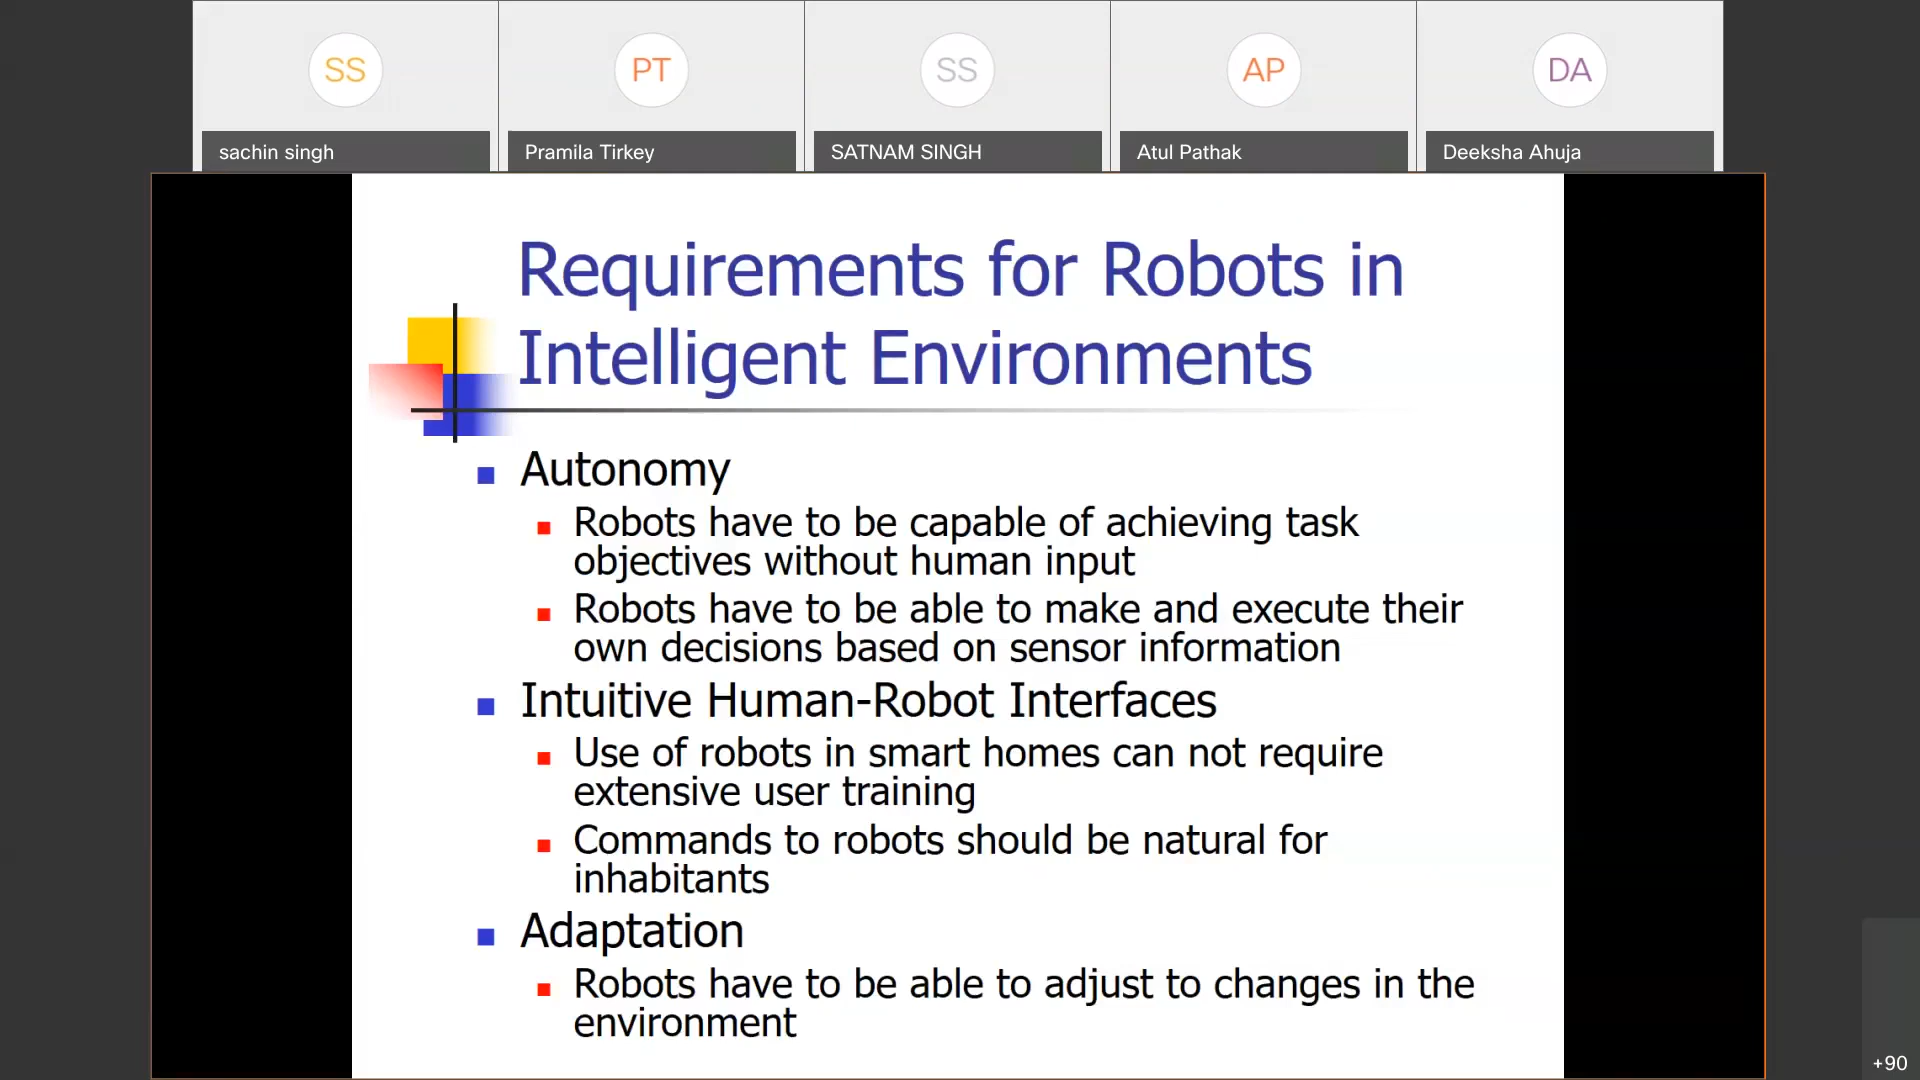 SS
PT
SS
AP
DA
sachin singh
Pramila Tirkey
SATNAM SINGH
Atul Pathak
Deeksha Ahuja
Requirements for Robots in
Intelligent Environments
Autonomy
Robots have to be capable of achieving task
objectives without human input
Robots have to be able to make and execute their
own decisions based on sensor information
Intuitive Human-Robot Interfaces
Use of robots in smart homes can not require
extensive user training
Commands to robots should be natural for
inhabitants
Adaptation
Robots have to be able to adjust to changes in the
environment
+90